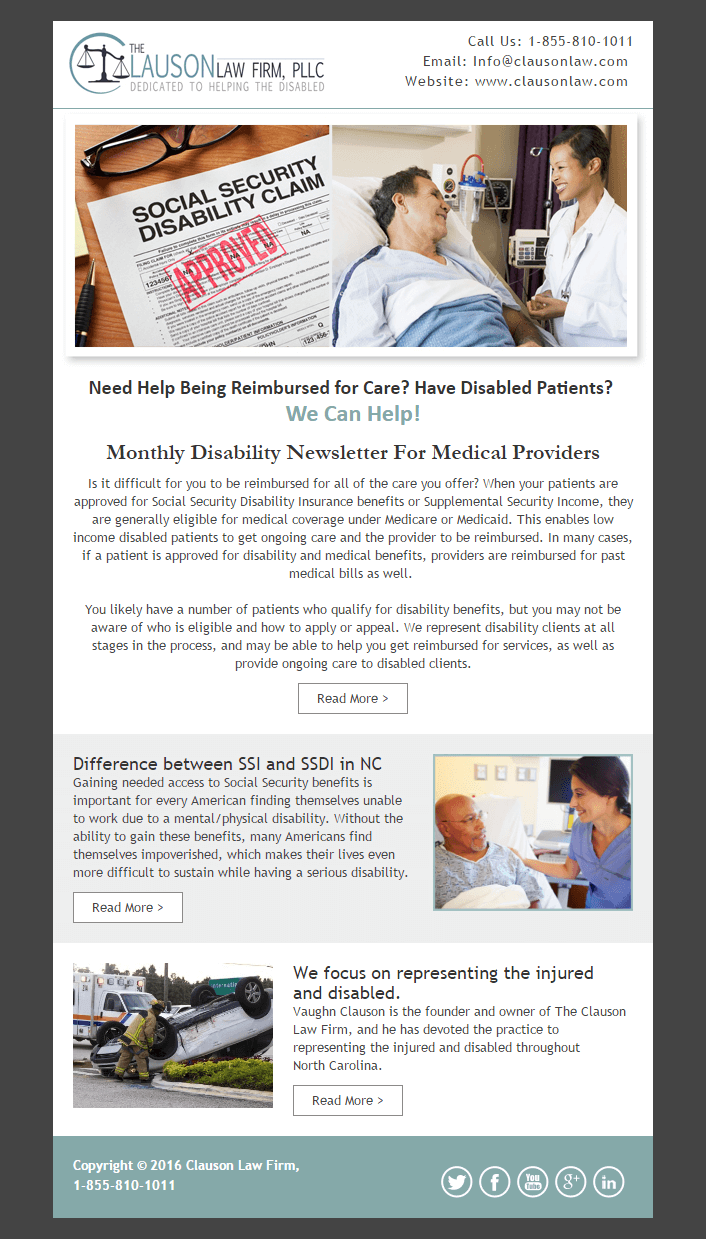 THE
CLAUSON LAW FIRM, PLLC
DEDICATED TO HELPING THE DISABLED
Call Us: 1-855-810-1011
Email: Info@clausonlaw.com
Website: www.clausonlaw.com
SOCIAL SECURITY
DISABILITY CLAIM
APPROVED
Need Help Being Reimbursed for Care? Have Disabled Patients?
We Can Help!
Monthly Disability Newsletter For Medical Providers
Is it difficult for you to be reimbursed for all of the care you offer? When your patients are
approved for Social Security Disability Insurance benefits or Supplemental Security Income, they
are generally eligible for medical coverage under Medicare or Medicaid. This enables low
income disabled patients to get ongoing care and the provider to be reimbursed. In many cases,
if a patient is approved for disability and medical benefits, providers are reimbursed for past
medical bills as well.
You likely have a number of patients who qualify for disability benefits, but you may not be
aware of who is eligible and how to apply or appeal. We represent disability clients at all
stages in the process, and may be able to help you get reimbursed for services, as well as
provide ongoing care to disabled clients.
Read More >
Difference between SSI and SSDI in NC
Gaining needed access to Social Security benefits is
important for every American finding themselves unable
to work due to a mental/physical disability. Without the
ability to gain these benefits, many Americans find
themselves impoverished, which makes their lives even
more difficult to sustain while having a serious disability.
Read More >
We focus on representing the injured
and disabled.
Vaughn Clauson is the founder and owner of The Clauson
Law Firm, and he has devoted the practice to
representing the injured and disabled throughout
North Carolina.
Read More >
Copyright © 2016 Clauson Law Firm,
1-855-810-1011
You
Tube
g+
in